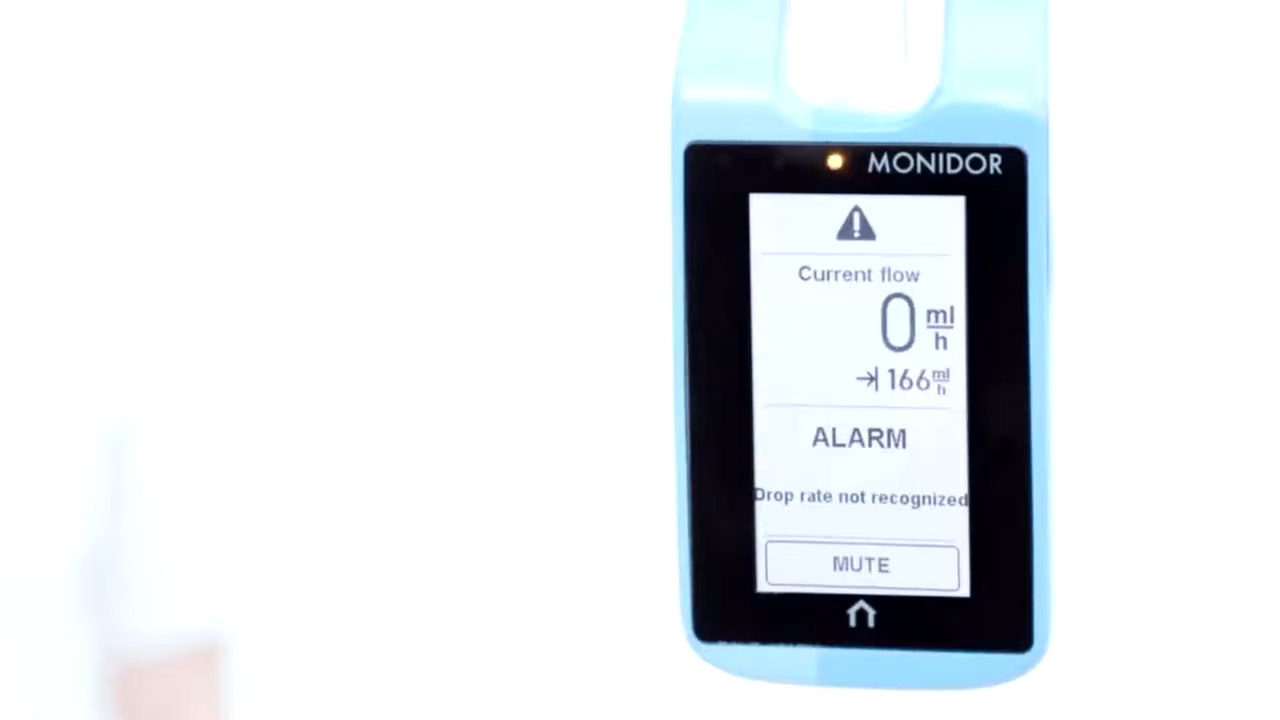 MONIDOR
Current flow
0 ml/h
→| 166 ml/h
ALARM
Drop rate not recognized
MUTE